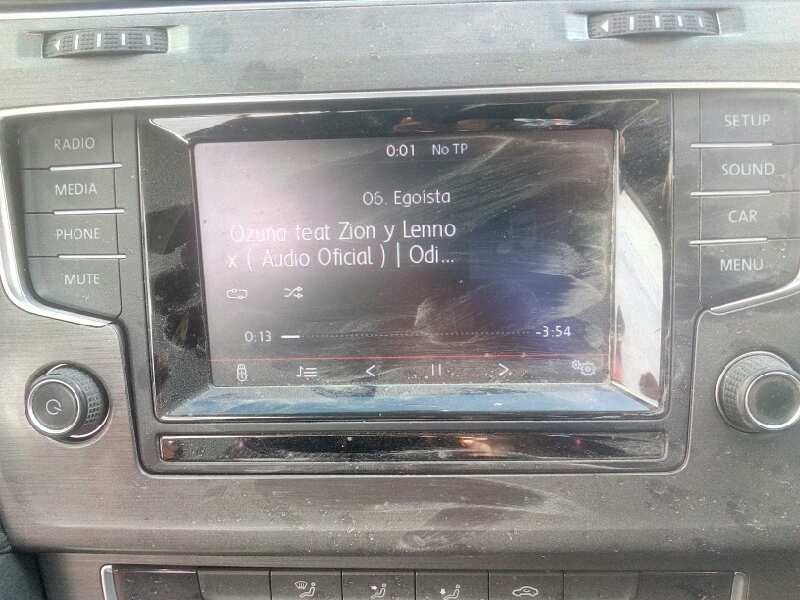 RADIO
MEDIA
PHONE
MUTE
0:01 No TP
06. Egoista
Ozuna feat Zion y Lenno
x ( Audio Oficial ) | Odi...
0:13 -3:54
SETUP
SOUND
CAR
MENU